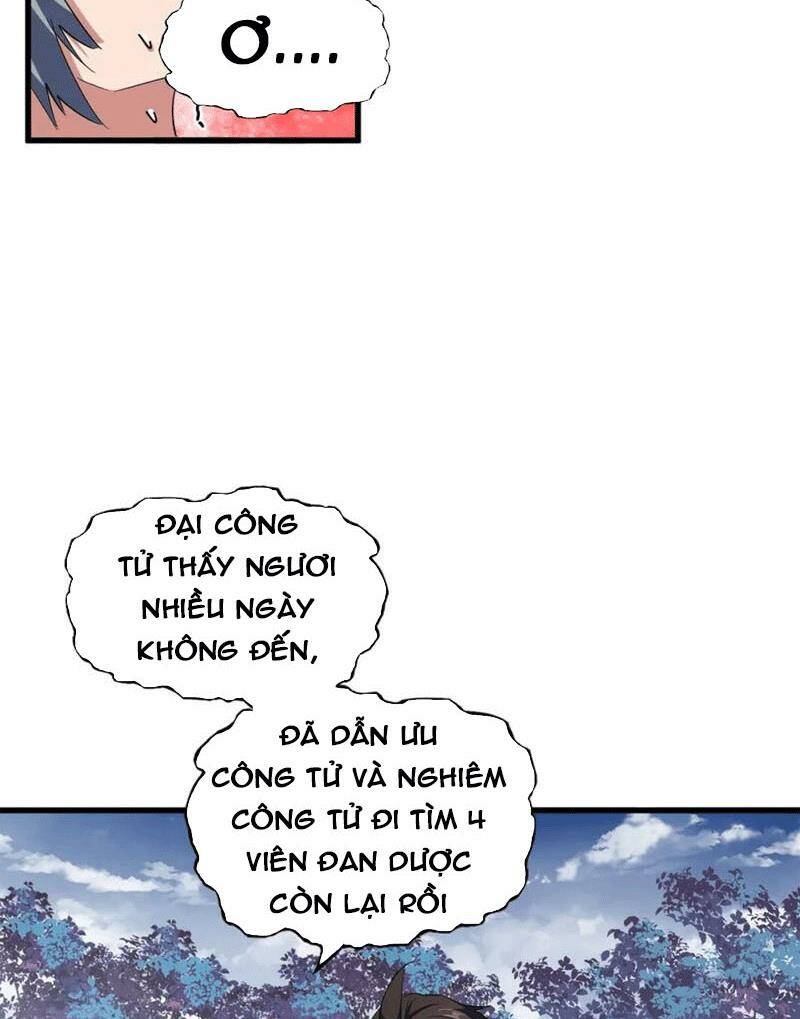 Ơ....
ĐẠI CÔNG
TỬ THẤY NGƯƠI
NHIỀU NGÀY
KHÔNG ĐẾN,
ĐÃ DẪN ƯU
CÔNG TỬ VÀ NGHIÊM
CÔNG TỬ ĐI TÌM 4
VIÊN ĐAN DƯỢC
CÒN LẠI RỒI